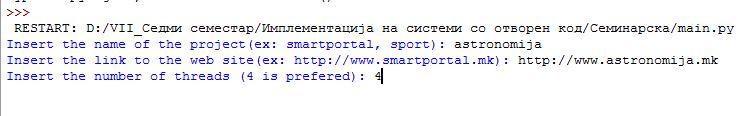 >>>
RESTART: D:/VII_Седми семестар/Имплементација на системи со отворен код/Семинарска/main.py
Insert the name of the project(ex: smartportal, sport): astronomija
Insert the link to the web site(ex: http://www.smartportal.mk): http://www.astronomija.mk
Insert the number of threads (4 is prefered): 4